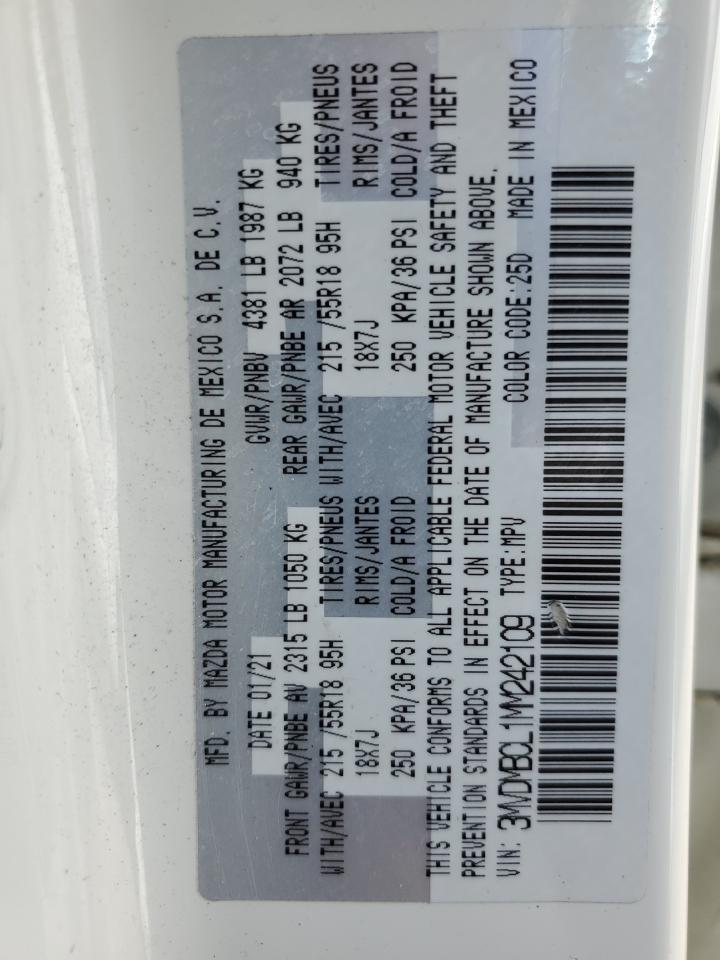 MFD. BY MAZDA MOTOR MANUFACTURING DE MEXICO S.A. DE C.V.
DATE 01/21 GVWR/PNBV 4381 LB 1987 KG
FRONT GAWR/PNBE AV 2315 LB 1050 KG REAR GAWR/PNBE AR 2072 LB 940 KG
WITH/AVEC 215 /55R18 95H TIRES/PNEUS WITH/AVEC 215 /55R18 95H TIRES/PNEUS
18X7J RIMS/JANTES 18X7J RIMS/JANTES
250 KPA/36 PSI COLD/A FROID 250 KPA/36 PSI COLD/A FROID
THIS VEHICLE CONFORMS TO ALL APPLICABLE FEDERAL MOTOR VEHICLE SAFETY AND THEFT
PREVENTION STANDARDS IN EFFECT ON THE DATE OF MANUFACTURE SHOWN ABOVE.
VIN: 3MVDMBCL1MM242109 TYPE:MPV COLOR CODE:25D MADE IN MEXICO